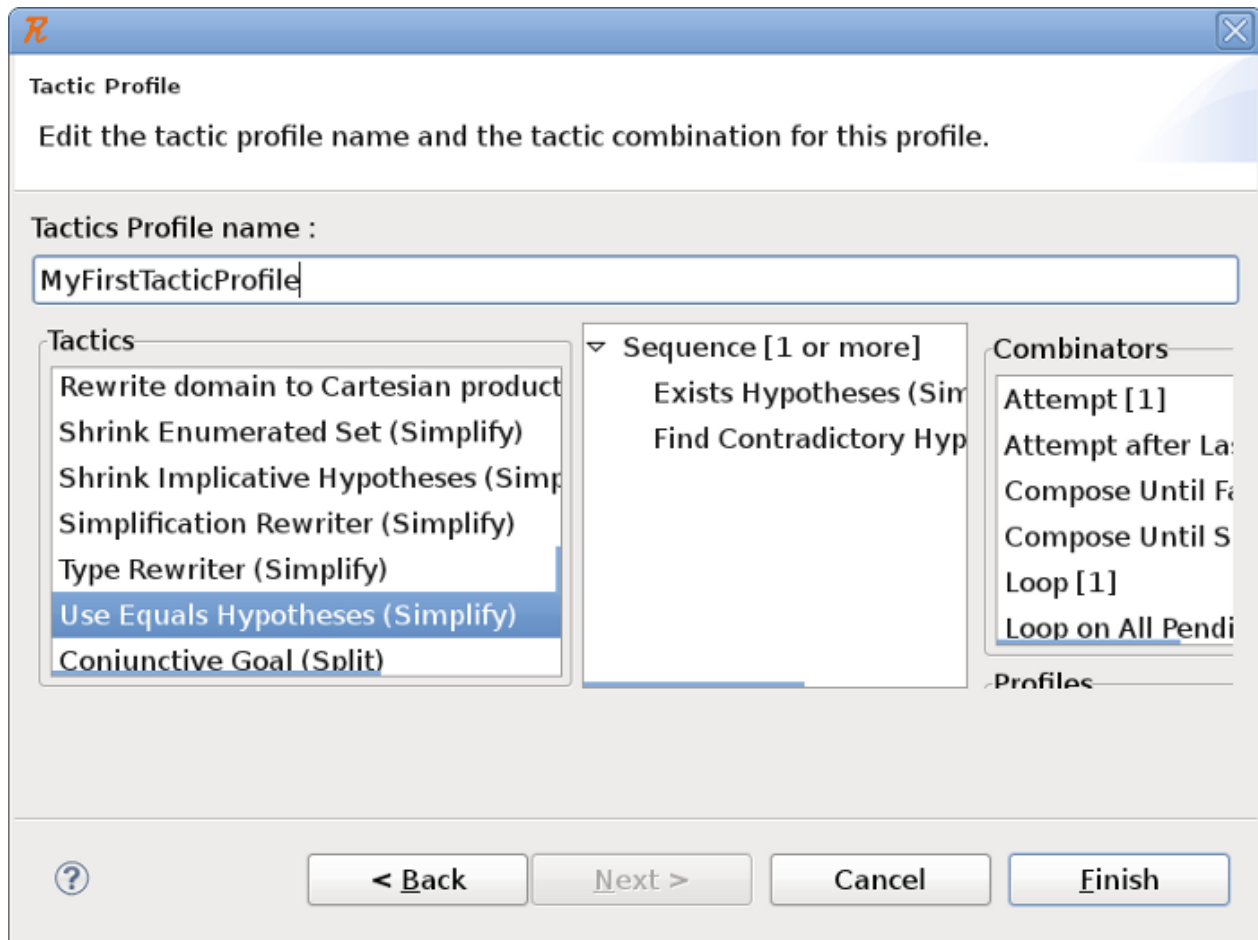 R
Tactic Profile
Edit the tactic profile name and the tactic combination for this profile.
Tactics Profile name :
MyFirstTacticProfile
Tactics
Rewrite domain to Cartesian product
Shrink Enumerated Set (Simplify)
Shrink Implicative Hypotheses (Simp
Simplification Rewriter (Simplify)
Type Rewriter (Simplify)
Use Equals Hypotheses (Simplify)
Conjunctive Goal (Split)
Sequence [1 or more]
Exists Hypotheses (Sim
Find Contradictory Hyp
Combinators
Attempt [1]
Attempt after Las
Compose Until Fa
Compose Until S
Loop [1]
Loop on All Pendi
Profiles
?
< Back
Next >
Cancel
Finish